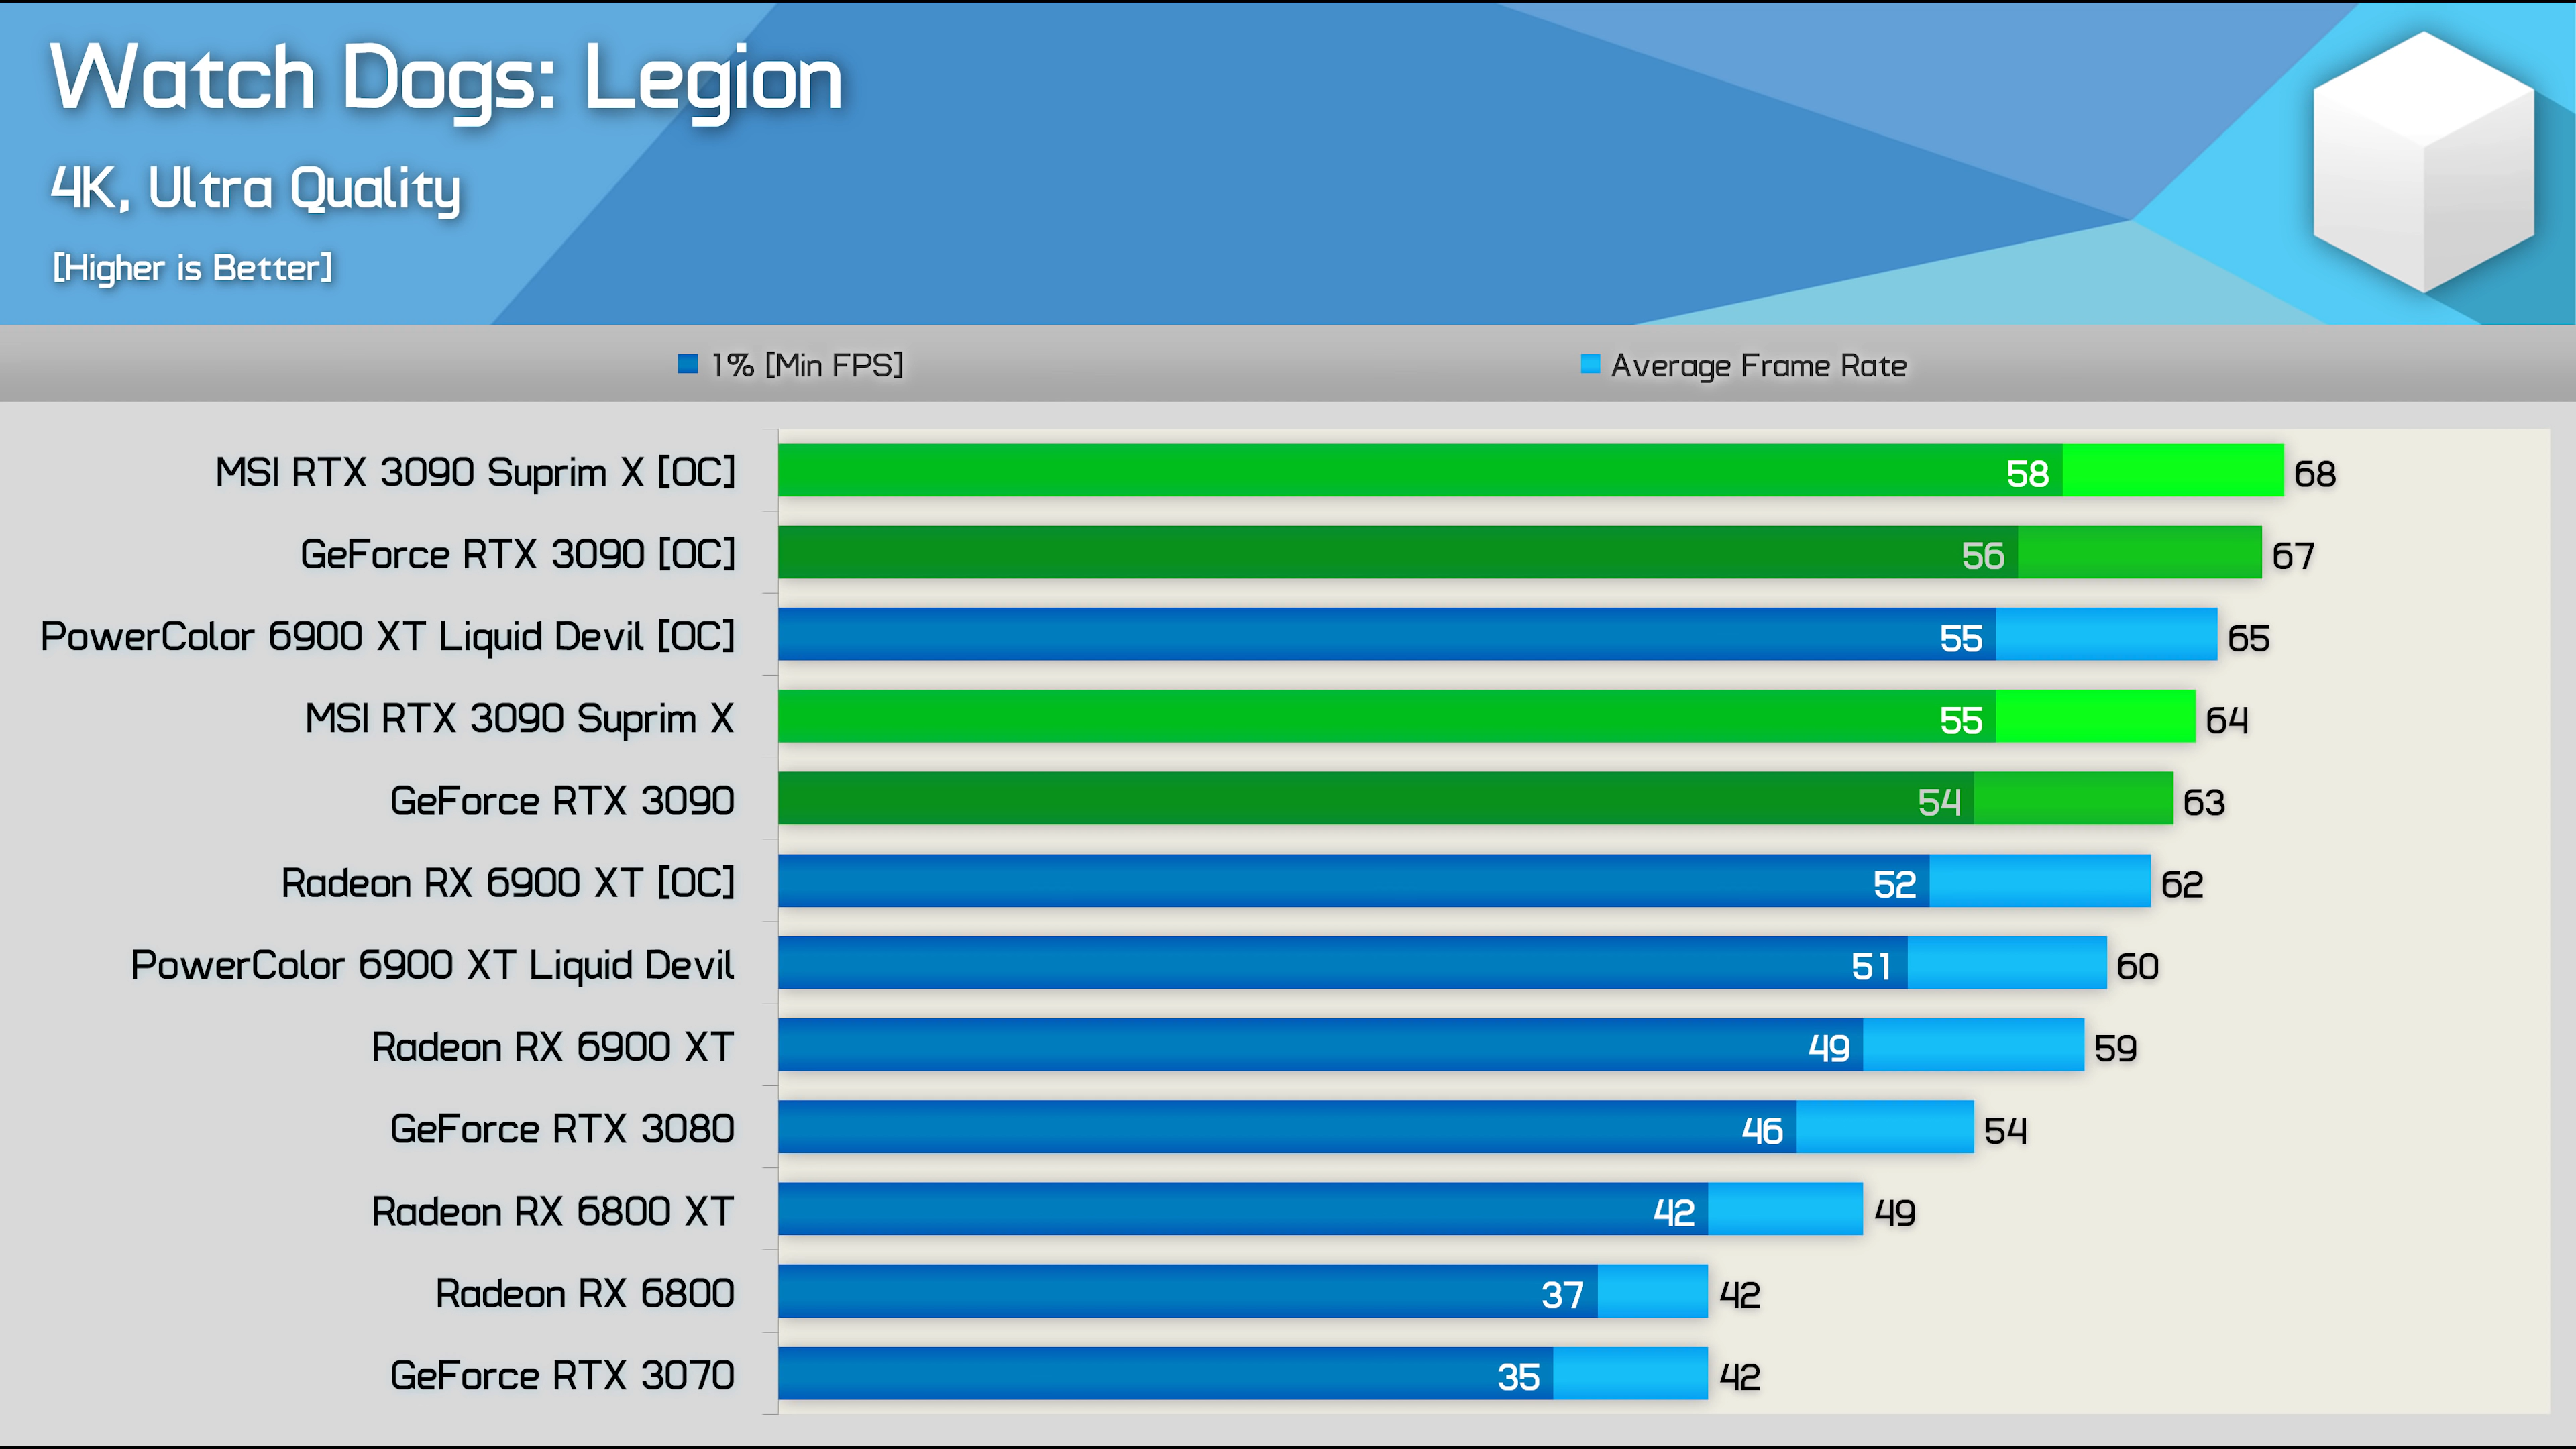 Watch Dogs: Legion
4K, Ultra Quality
[Higher is Better]
1% [Min FPS] Average Frame Rate
MSI RTX 3090 Suprim X [OC] 58 68
GeForce RTX 3090 [OC] 56 67
PowerColor 6900 XT Liquid Devil [OC] 55 65
MSI RTX 3090 Suprim X 55 64
GeForce RTX 3090 54 63
Radeon RX 6900 XT [OC] 52 62
PowerColor 6900 XT Liquid Devil 51 60
Radeon RX 6900 XT 49 59
GeForce RTX 3080 46 54
Radeon RX 6800 XT 42 49
Radeon RX 6800 37 42
GeForce RTX 3070 35 42